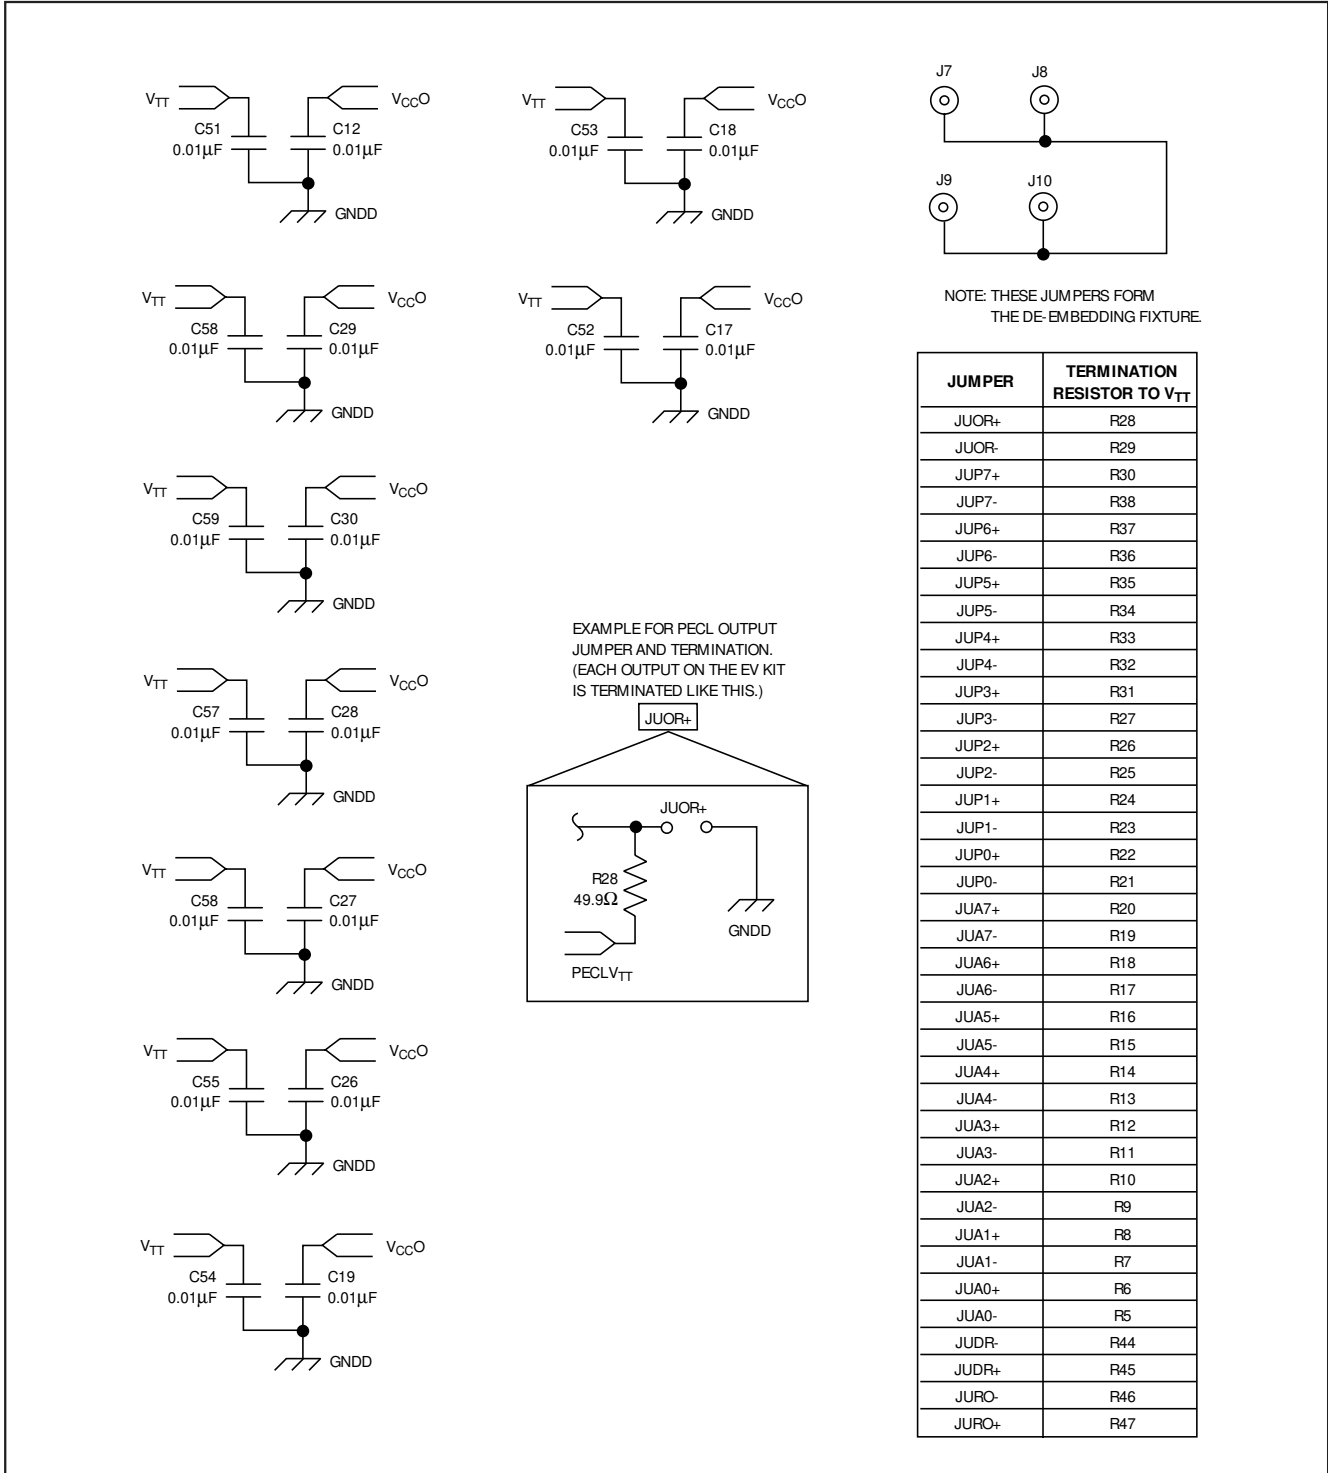 VTT VCCO
C51 C12
0.01µF 0.01µF
GNDD
VTT VCCO
C53 C18
0.01µF 0.01µF
GNDD
J7 J8
J9 J10
NOTE: THESE JUMPERS FORM
THE DE-EMBEDDING FIXTURE.
VTT VCCO
C58 C29
0.01µF 0.01µF
GNDD
VTT VCCO
C52 C17
0.01µF 0.01µF
GNDD
VTT VCCO
C59 C30
0.01µF 0.01µF
GNDD
VTT VCCO
C57 C28
0.01µF 0.01µF
GNDD
VTT VCCO
C58 C27
0.01µF 0.01µF
GNDD
VTT VCCO
C55 C26
0.01µF 0.01µF
GNDD
VTT VCCO
C54 C19
0.01µF 0.01µF
GNDD
EXAMPLE FOR PECL OUTPUT
JUMPER AND TERMINATION.
(EACH OUTPUT ON THE EV KIT
IS TERMINATED LIKE THIS.)
JUOR+
JUOR+
R28
49.9Ω
GNDD
PECLVTT
JUMPER TERMINATION
RESISTOR TO VTT
JUOR+ R28
JUOR- R29
JUP7+ R30
JUP7- R38
JUP6+ R37
JUP6- R36
JUP5+ R35
JUP5- R34
JUP4+ R33
JUP4- R32
JUP3+ R31
JUP3- R27
JUP2+ R26
JUP2- R25
JUP1+ R24
JUP1- R23
JUP0+ R22
JUP0- R21
JUA7+ R20
JUA7- R19
JUA6+ R18
JUA6- R17
JUA5+ R16
JUA5- R15
JUA4+ R14
JUA4- R13
JUA3+ R12
JUA3- R11
JUA2+ R10
JUA2- R9
JUA1+ R8
JUA1- R7
JUA0+ R6
JUA0- R5
JUDR- R44
JUDR+ R45
JURO- R46
JURO+ R47